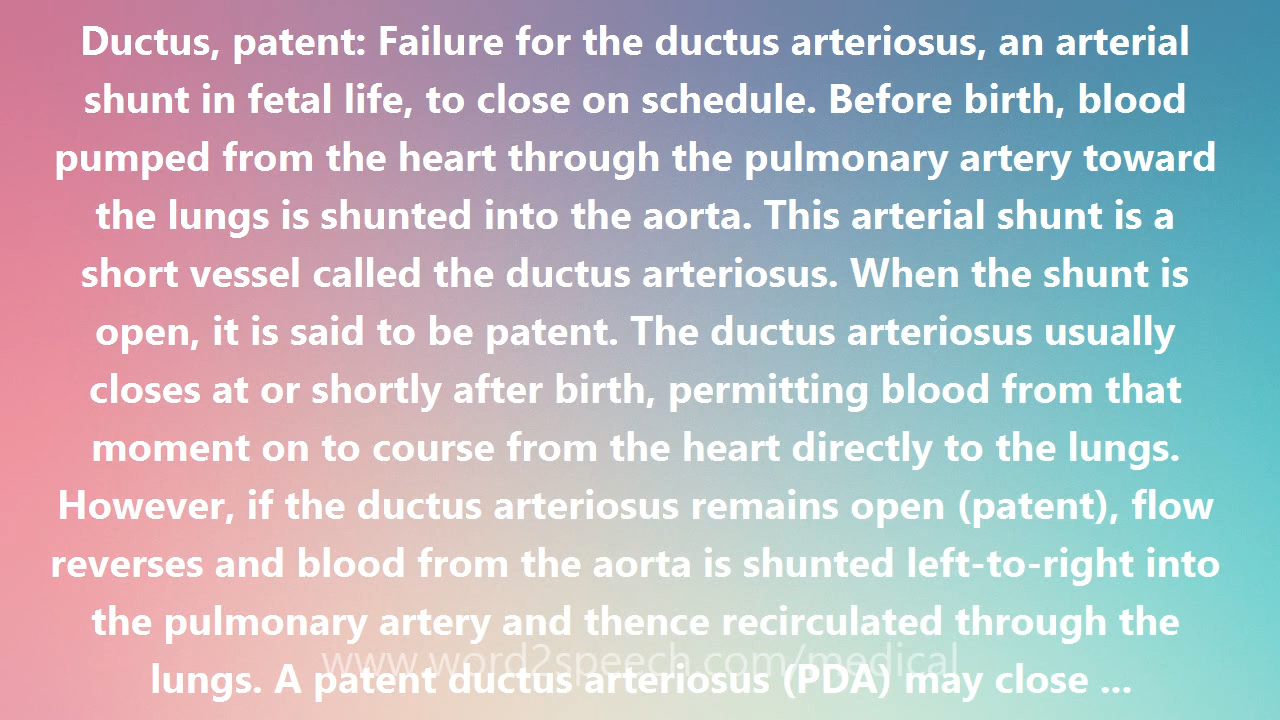 Ductus, patent: Failure for the ductus arteriosus, an arterial
shunt in fetal life, to close on schedule. Before birth, blood
pumped from the heart through the pulmonary artery toward
the lungs is shunted into the aorta. This arterial shunt is a
short vessel called the ductus arteriosus. When the shunt is
open, it is said to be patent. The ductus arteriosus usually
closes at or shortly after birth, permitting blood from that
moment on to course from the heart directly to the lungs.
However, if the ductus arteriosus remains open (patent), flow
reverses and blood from the aorta is shunted left-to-right into
the pulmonary artery and thence recirculated through the
www.word2speech.com/medical
lungs. A patent ductus arteriosus (PDA) may close ...